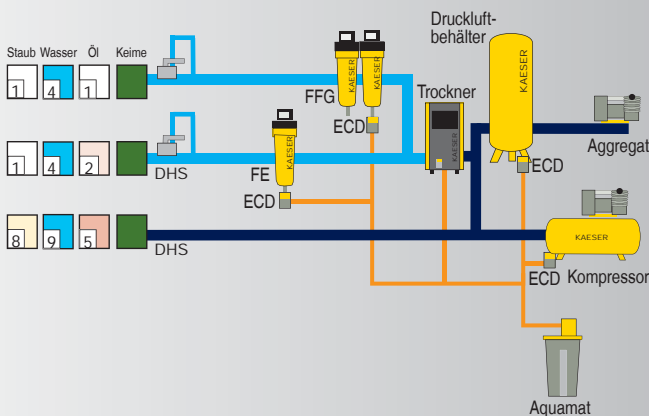 Staub Wasser Öl Keime
Druckluft-
behälter
1 4 1
FFG
KAESER
KAESER
ECD
Trockner
KAESER
KAESER
Aggregat
1 4 2
DHS
FE
KAESER
ECD
ECD
8 9 5
DHS
KAESER
ECD
Kompressor
Aquamat